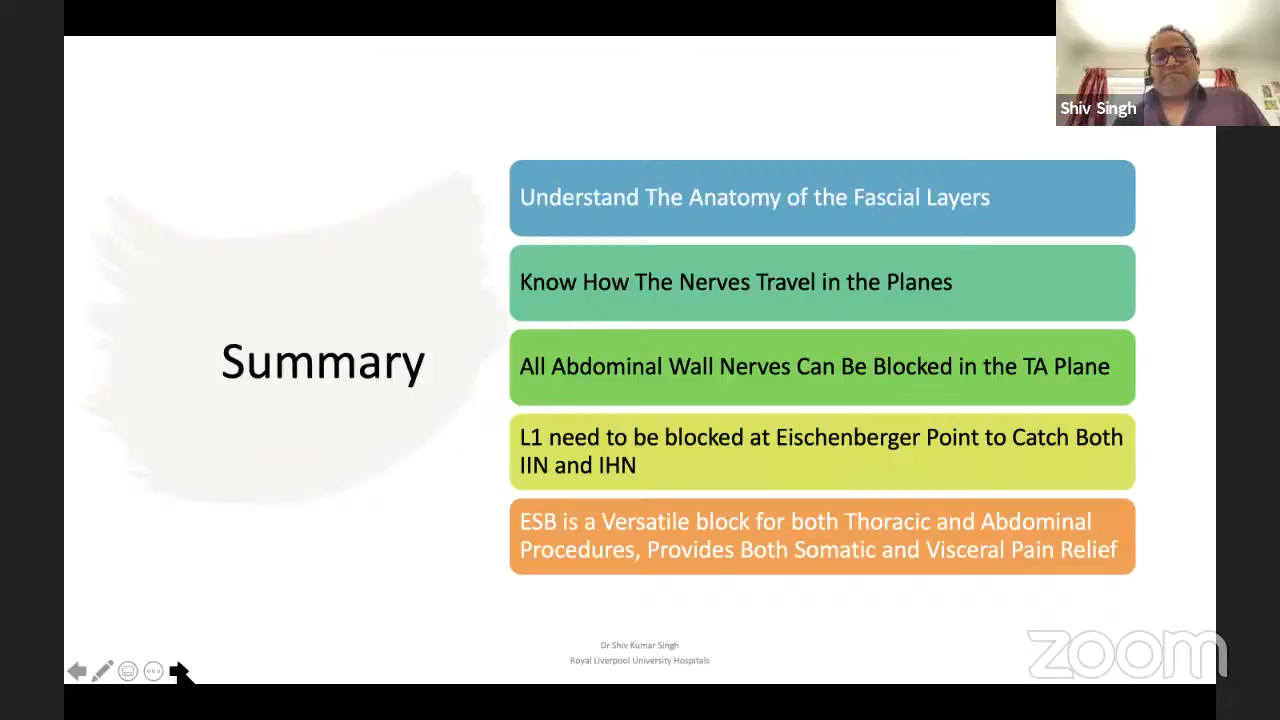 Shiv Singh
Understand The Anatomy of the Fascial Layers
Know How The Nerves Travel in the Planes
Summary
All Abdominal Wall Nerves Can Be Blocked in the TA Plane
L1 need to be blocked at Eischenberger Point to Catch Both
IIN and IHN
ESB is a Versatile block for both Thoracic and Abdominal
Procedures, Provides Both Somatic and Visceral Pain Relief
Dr Shiv Kumar Singh
Royal Liverpool University Hospitals
zoom